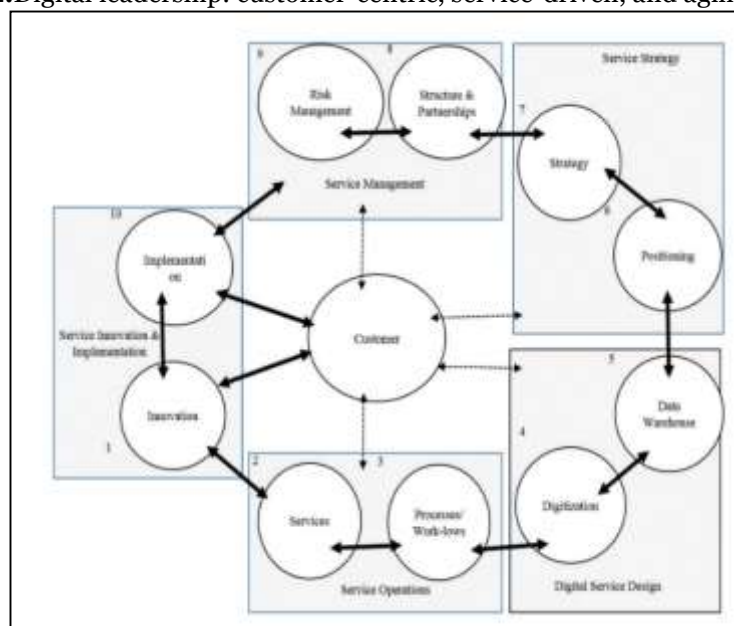 .Digital leadership: customer-centric, service-driven, and agile
9
8
Service Strategy
Risk
Management
Structure &
Partnerships
7
Strategy
Service Management
10
6
Implementati
on
Positioning
Service Innovation &
Implementation
Customer
5
Innovation
Data
Warehouse
1
4
2
3
Services
Processes/
Work-lows
Digitization
Service Operations
Digital Service Design